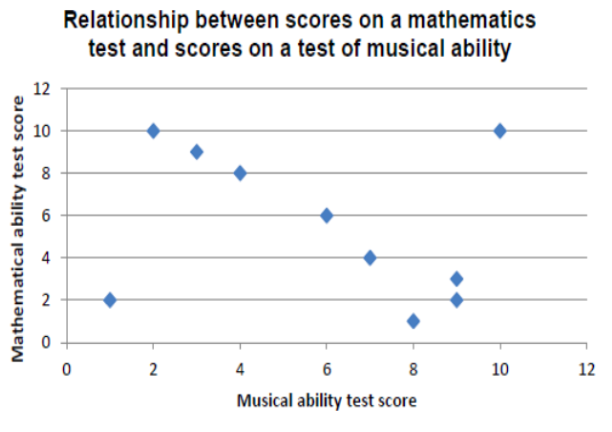 Relationship between scores on a mathematics
test and scores on a test of musical ability
Mathematical ability test score
12
10
8
6
4
2
0
0 2 4 6 8 10 12
Musical ability test score